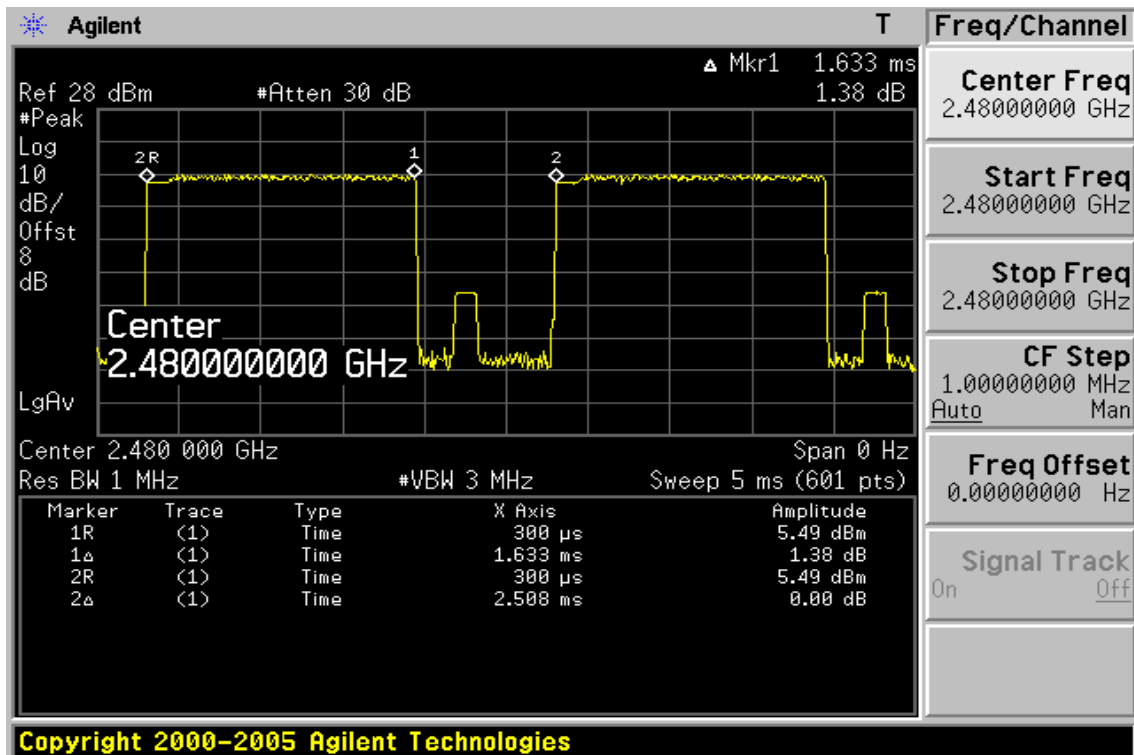 Agilent T
Freq/Channel
Δ Mkr1 1.633 ms
Ref 28 dBm #Atten 30 dB 1.38 dB
#Peak
Log
10
dB/
Offst
8
dB
LgAv
2R
1
2
Center
2.480000000 GHz
Center 2.480 000 GHz Span 0 Hz
Res BW 1 MHz #VBW 3 MHz Sweep 5 ms (601 pts)
Marker Trace Type X Axis Amplitude
1R (1) Time 300 µs 5.49 dBm
1Δ (1) Time 1.633 ms 1.38 dB
2R (1) Time 300 µs 5.49 dBm
2Δ (1) Time 2.508 ms 0.00 dB
Center Freq
2.48000000 GHz
Start Freq
2.48000000 GHz
Stop Freq
2.48000000 GHz
CF Step
1.00000000 MHz
Auto Man
Freq Offset
0.00000000 Hz
Signal Track
On Off
Copyright 2000-2005 Agilent Technologies